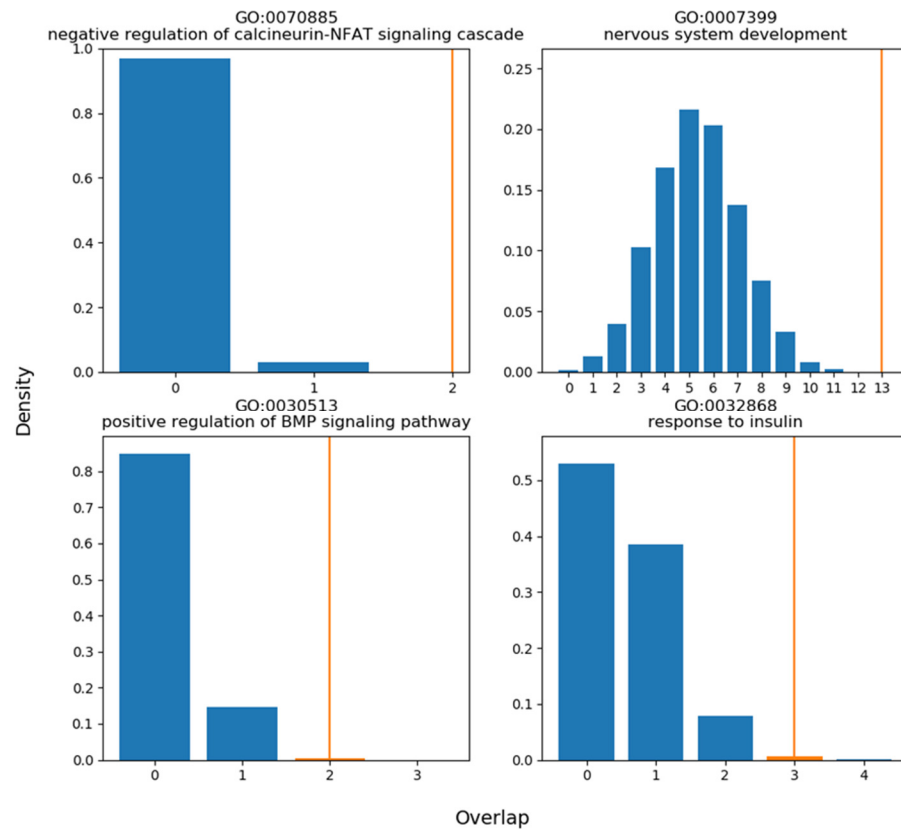 GO:0070885
negative regulation of calcineurin-NFAT signaling cascade
1.0
0.8
0.6
0.4
0.2
0.0
0 1 2
GO:0007399
nervous system development
0.25
0.20
0.15
0.10
0.05
0.00
0 1 2 3 4 5 6 7 8 9 10 11 12 13
Density
GO:0030513
positive regulation of BMP signaling pathway
0.8
0.7
0.6
0.5
0.4
0.3
0.2
0.1
0.0
0 1 2 3
GO:0032868
response to insulin
0.5
0.4
0.3
0.2
0.1
0.0
0 1 2 3 4
Overlap